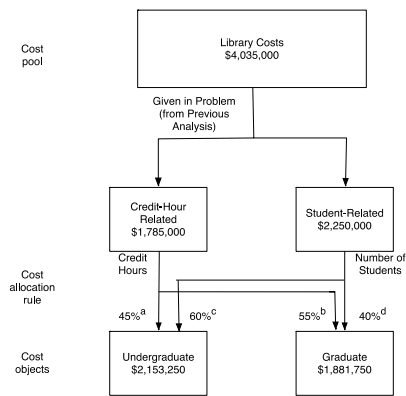 Cost
pool
Library Costs
$4,035,000
Given in Problem
(from Previous
Analysis)
Credit-Hour
Related
$1,785,000
Student-Related
$2,250,000
Credit
Hours
Number of
Students
Cost
allocation
rule
45%a
60%c
55%b
40%d
Cost
objects
Undergraduate
$2,153,250
Graduate
$1,881,750